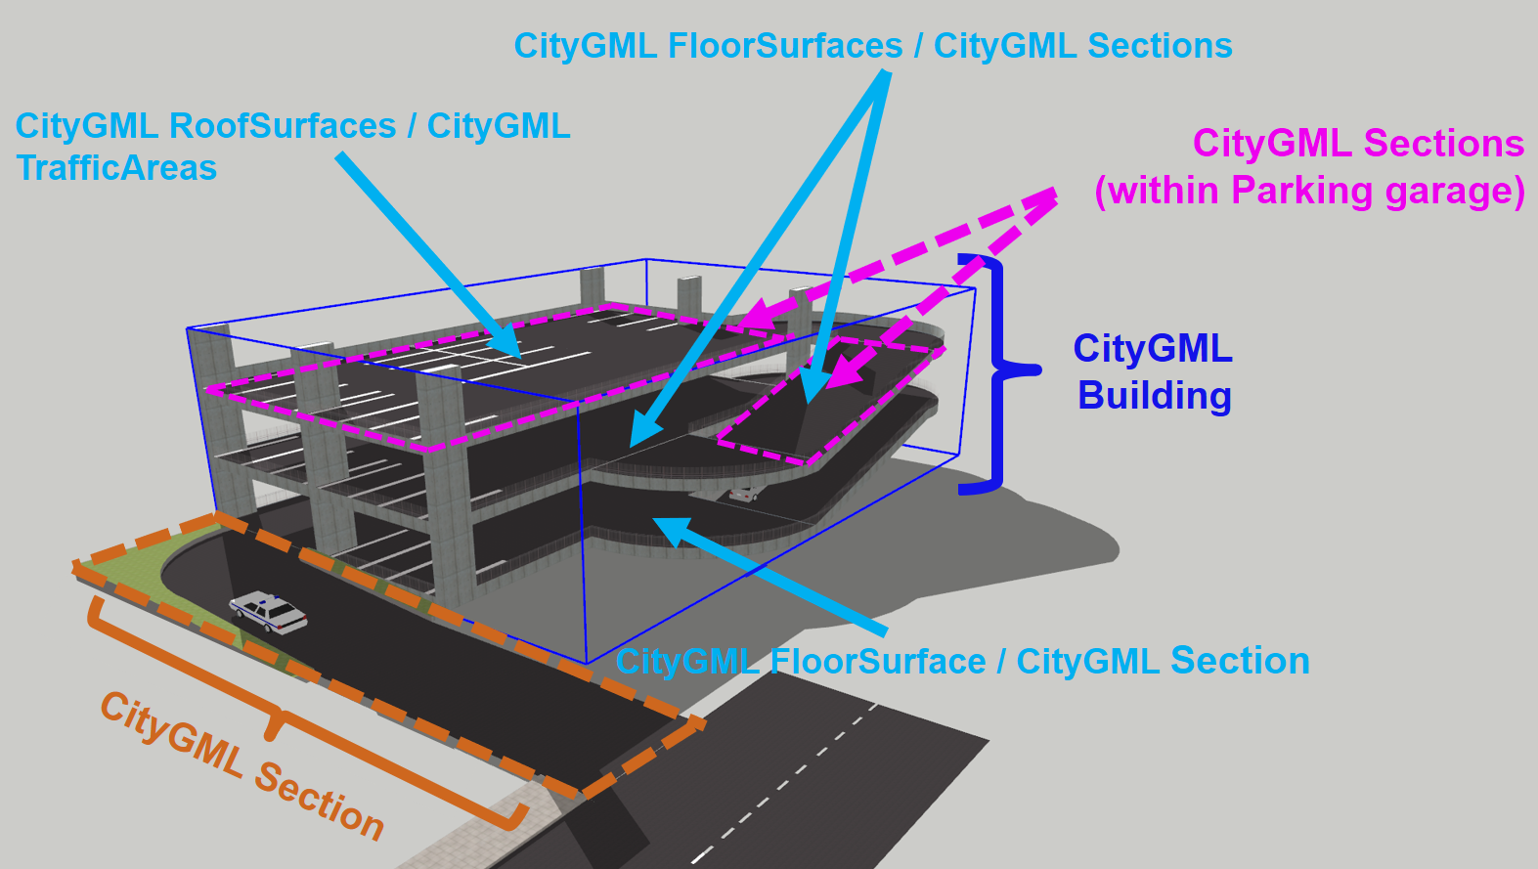 CityGML FloorSurfaces / CityGML Sections
CityGML RoofSurfaces / CityGML
TrafficAreas
CityGML Sections
(within Parking garage)
CityGML
Building
CityGML FloorSurface / CityGML Section
CityGML Section